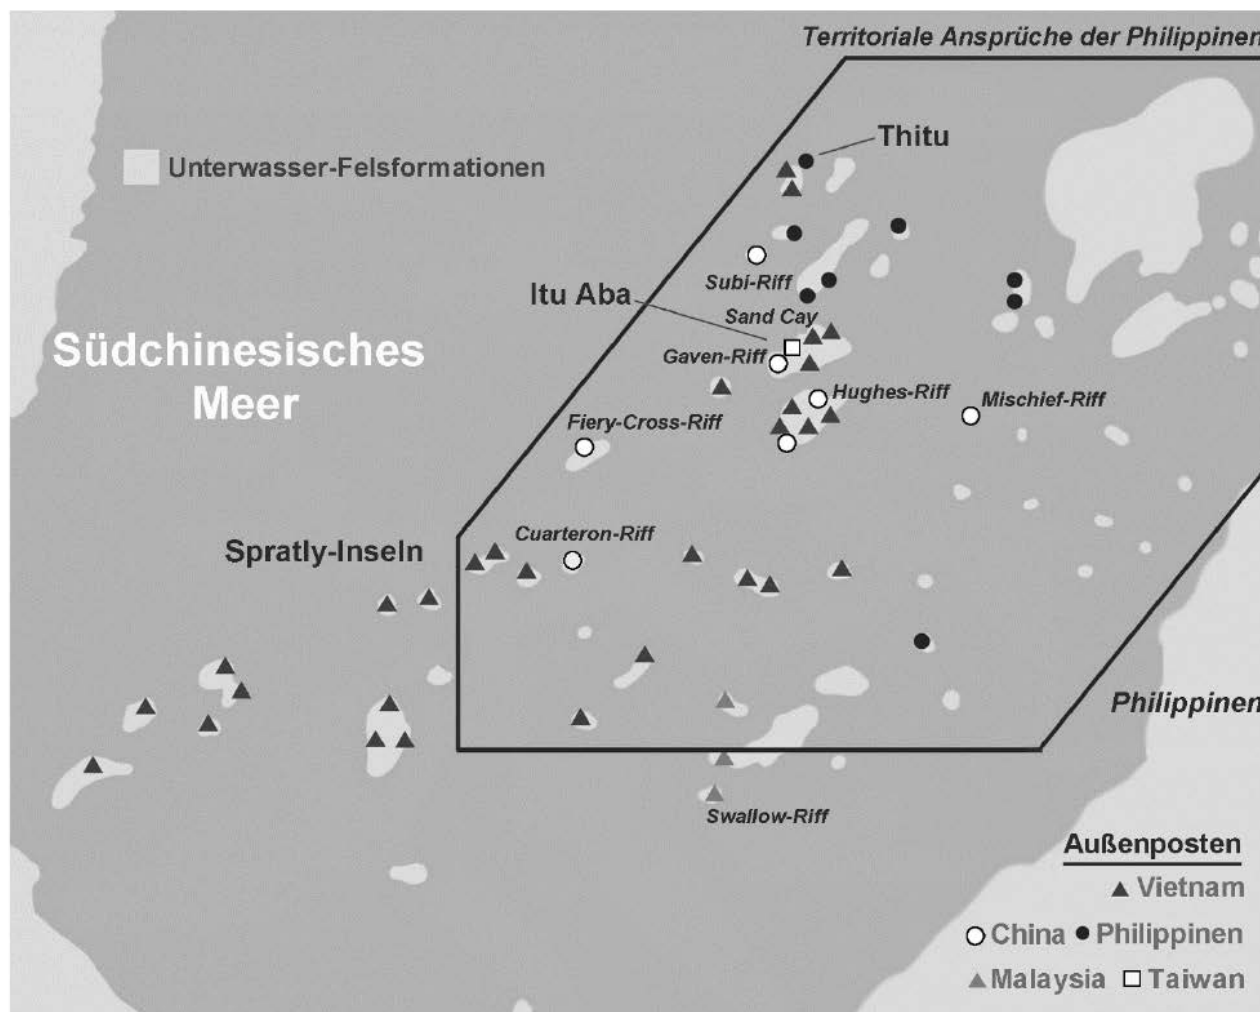 Territoriale Ansprüche der Philippinen
Thitu
Unterwasser-Felsformationen
Subi-Riff
Itu Aba
Sand Cay
Südchinesisches
Meer
Gaven-Riff
Hughes-Riff
Mischief-Riff
Fiery-Cross-Riff
Cuarteron-Riff
Spratly-Inseln
Philippinen
Swallow-Riff
Außenposten
Vietnam
China Philippinen
Malaysia Taiwan